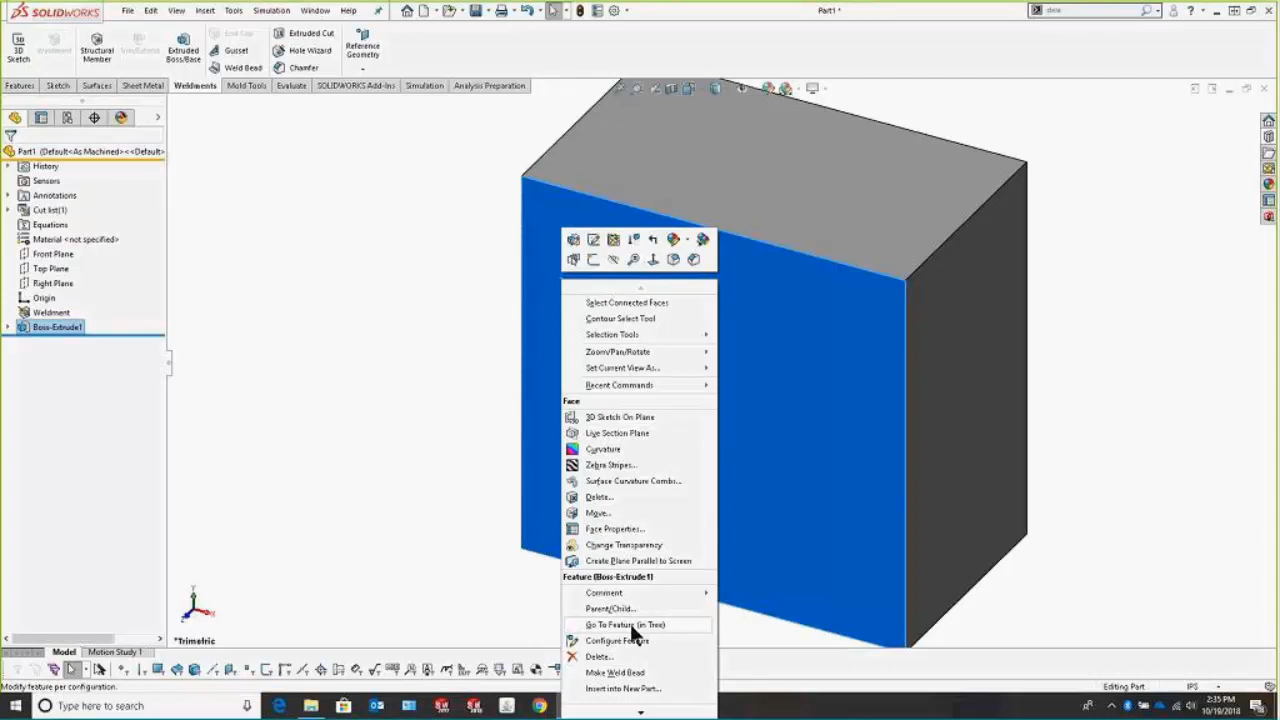 SOLIDWORKS
File Edit View Insert Tools Simulation Window Help
Part1 *
3D Sketch
Weldment
Structural Member
Trim/Extend
Extruded Boss/Base
End Cap
Gusset
Weld Bead
Extruded Cut
Hole Wizard
Chamfer
Reference Geometry
Features Sketch Surfaces Sheet Metal Weldments Mold Tools Evaluate SOLIDWORKS Add-Ins Simulation Analysis Preparation
Part1 (Default<As Machined><<Default>
History
Sensors
Annotations
Cut list(1)
Equations
Material <not specified>
Front Plane
Top Plane
Right Plane
Origin
Weldment
Boss-Extrude1
Select Connected Faces
Contour Select Tool
Selection Tools
Zoom/Pan/Rotate
Set Current View As...
Recent Commands
Face
3D Sketch On Plane
Live Section Plane
Curvature
Zebra Stripes...
Surface Curvature Combs...
Delete...
Move...
Face Properties...
Change Transparency
Create Plane Parallel to Screen
Feature (Boss-Extrude1)
Comment
Parent/Child...
Go To Feature (in Tree)
Configure Feature
Delete...
Make Weld Bead
Insert into New Part...
Y
X
*Trimetric
Model Motion Study 1
Modify feature per configuration.
Editing Part
IPS
Type here to search
2:35 PM
10/19/2018